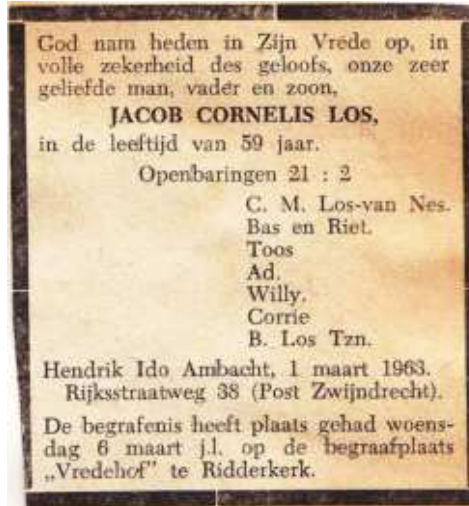 God nam heden in Zijn Vrede op, in
volle zekerheid des geloofs, onze zeer
geliefde man, vader en zoon,
JACOB CORNELIS LOS,
in de leeftijd van 59 jaar.
Openbaringen 21 : 2
C. M. Los-van Nes.
Bas en Riet.
Toos
Ad.
Willy.
Corrie
B. Los Tzn.
Hendrik Ido Ambacht, 1 maart 1963.
Rijksstraatweg 38 (Post Zwijndrecht).
De begrafenis heeft plaats gehad woens-
dag 6 maart j.l. op de begraafplaats
„Vredehof" te Ridderkerk.